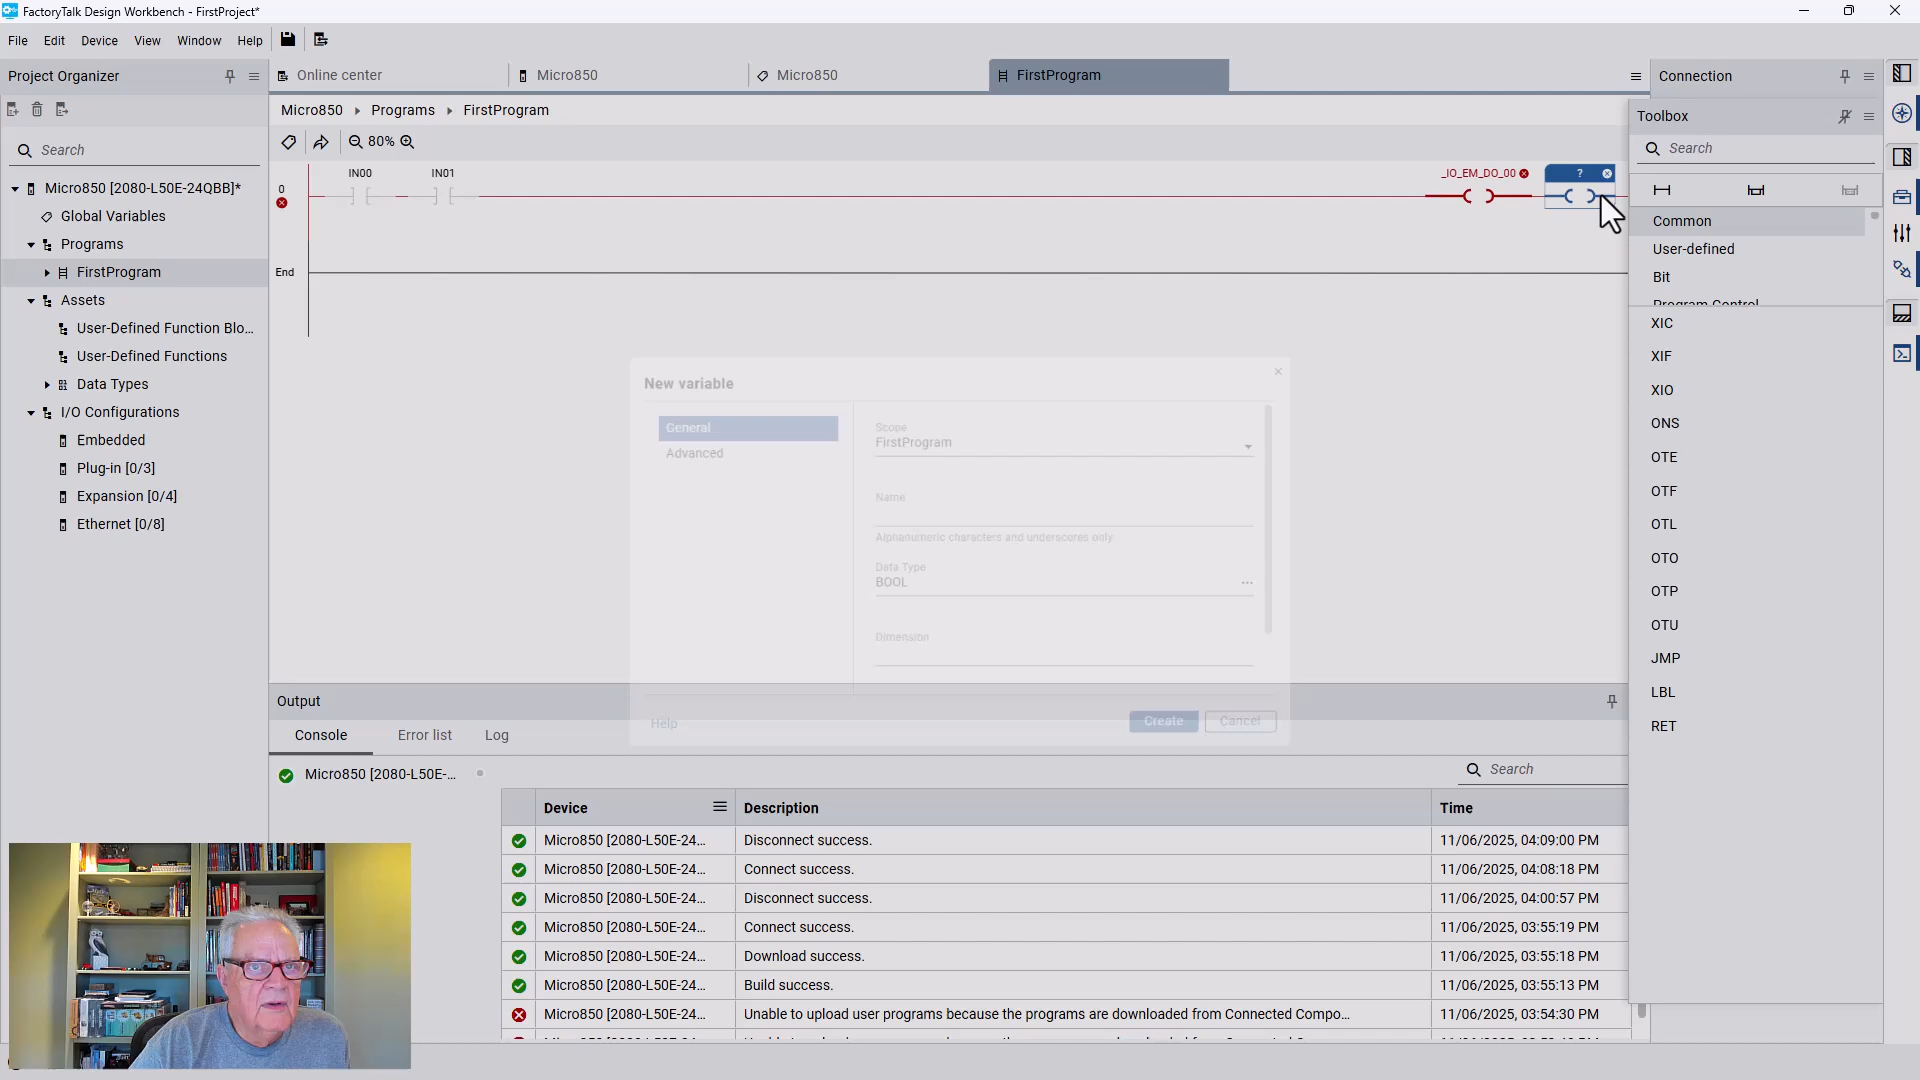 FactoryTalk Design Workbench - FirstProject*
File Edit Device View Window Help
Project Organizer
Online center
Micro850
Micro850
FirstProgram
Connection
Micro850 Programs FirstProgram
Toolbox
80%
Search
Search
Micro850 [2080-L50E-24QBB]*
Global Variables
Programs
FirstProgram
Assets
User-Defined Function Blo...
User-Defined Functions
Data Types
I/O Configurations
Embedded
Plug-in [0/3]
Expansion [0/4]
Ethernet [0/8]
0
IN00
IN01
_IO_EM_DO_00
?
End
Common
User-defined
Bit
Program Control
XIC
XIF
XIO
ONS
OTE
OTF
OTL
OTO
OTP
OTU
JMP
LBL
RET
New variable
General
Advanced
Scope
FirstProgram
Name
Alphanumeric characters and underscores only
Data Type
BOOL
Dimension
Help
Create
Cancel
Output
Console Error list Log
Micro850 [2080-L50E-...
Search
Device Description Time
Micro850 [2080-L50E-24... Disconnect success. 11/06/2025, 04:09:00 PM
Micro850 [2080-L50E-24... Connect success. 11/06/2025, 04:08:18 PM
Micro850 [2080-L50E-24... Disconnect success. 11/06/2025, 04:00:57 PM
Micro850 [2080-L50E-24... Connect success. 11/06/2025, 03:55:19 PM
Micro850 [2080-L50E-24... Download success. 11/06/2025, 03:55:18 PM
Micro850 [2080-L50E-24... Build success. 11/06/2025, 03:55:13 PM
Micro850 [2080-L50E-24... Unable to upload user programs because the programs are downloaded from Connected Compo... 11/06/2025, 03:54:30 PM